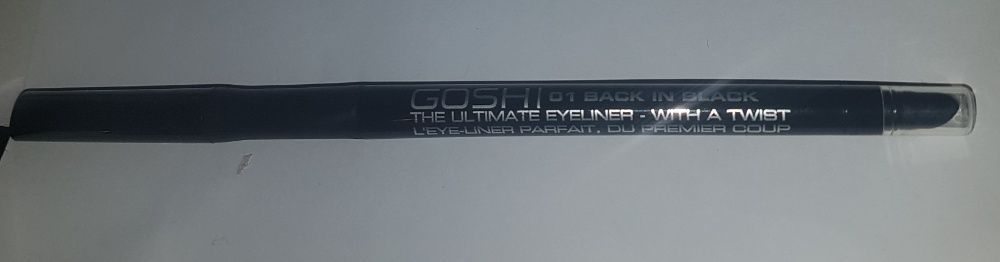 GOSH | 01 BACK IN BLACK
THE ULTIMATE EYELINER - WITH A TWIST
L'EYE-LINER PARFAIT, DU PREMIER COUP